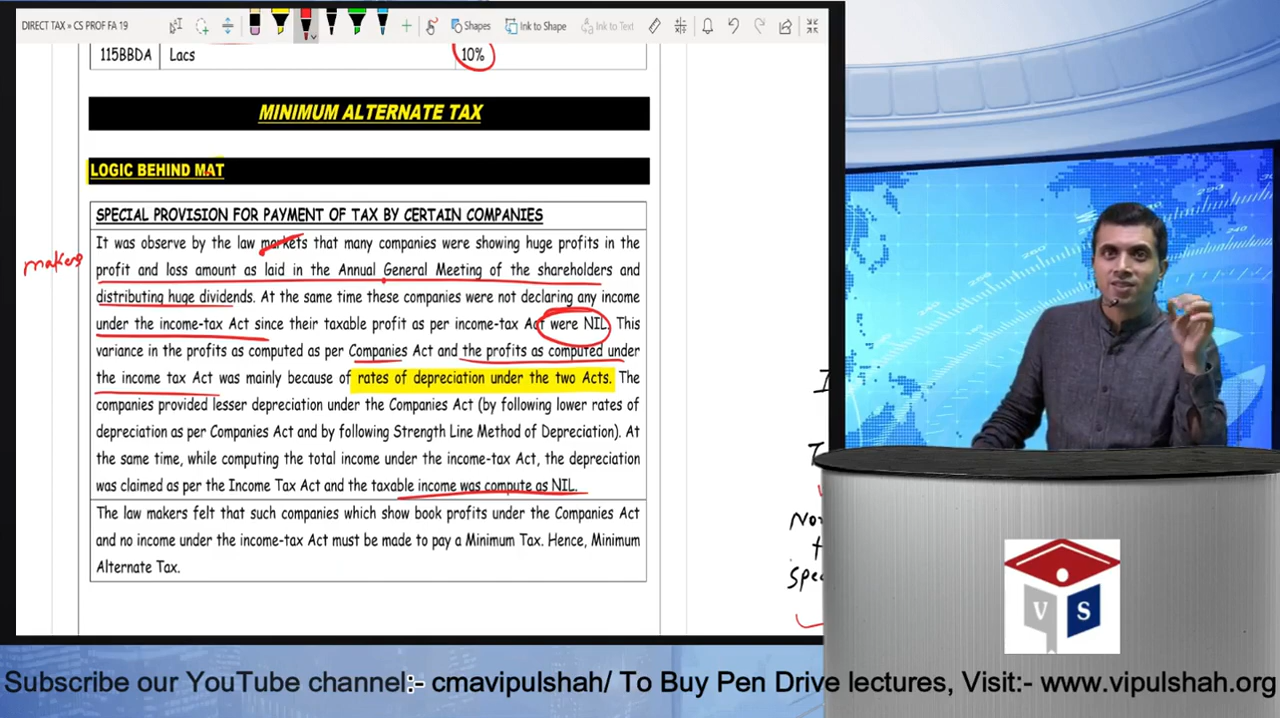 DIRECT TAX » CS PROF FA 19
Shapes
Ink to Shape
Ink to Text
115BBDA Lacs 10%
MINIMUM ALTERNATE TAX
LOGIC BEHIND MAT
SPECIAL PROVISION FOR PAYMENT OF TAX BY CERTAIN COMPANIES
It was observe by the law markets that many companies were showing huge profits in the
makers
profit and loss amount as laid in the Annual General Meeting of the shareholders and
distributing huge dividends. At the same time these companies were not declaring any income
under the income-tax Act since their taxable profit as per income-tax Act were NIL. This
variance in the profits as computed as per Companies Act and the profits as computed under
the income tax Act was mainly because of rates of depreciation under the two Acts. The
companies provided lesser depreciation under the Companies Act (by following lower rates of
depreciation as per Companies Act and by following Strength Line Method of Depreciation). At
the same time, while computing the total income under the income-tax Act, the depreciation
was claimed as per the Income Tax Act and the taxable income was compute as NIL.
The law makers felt that such companies which show book profits under the Companies Act
and no income under the income-tax Act must be made to pay a Minimum Tax. Hence, Minimum
Alternate Tax.
V S
Subscribe our YouTube channel:- cmavipulshah/ To Buy Pen Drive lectures, Visit:- www.vipulshah.org